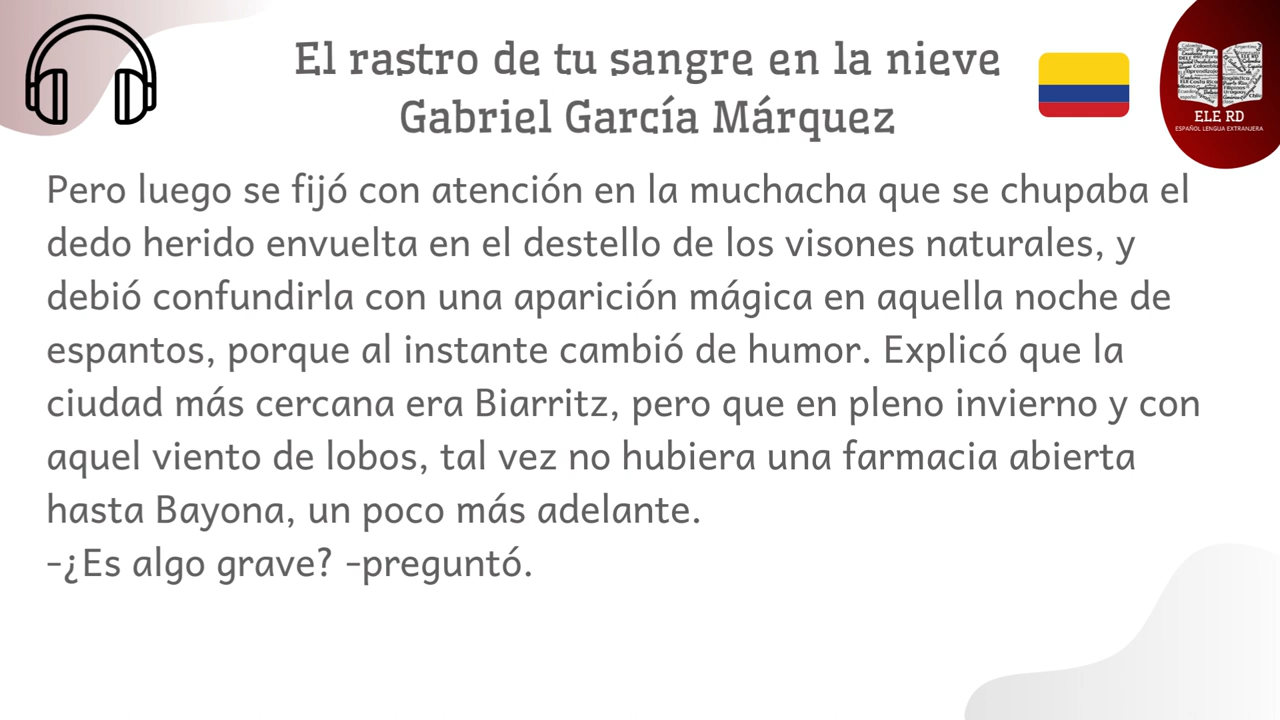 El rastro de tu sangre en la nieve
Gabriel García Márquez
Pero luego se fijó con atención en la muchacha que se chupaba el
dedo herido envuelta en el destello de los visones naturales, y
debió confundirla con una aparición mágica en aquella noche de
espantos, porque al instante cambió de humor. Explicó que la
ciudad más cercana era Biarritz, pero que en pleno invierno y con
aquel viento de lobos, tal vez no hubiera una farmacia abierta
hasta Bayona, un poco más adelante.
-¿Es algo grave? -preguntó.
ELE RD
ESPAÑOL LENGUA EXTRANJERA